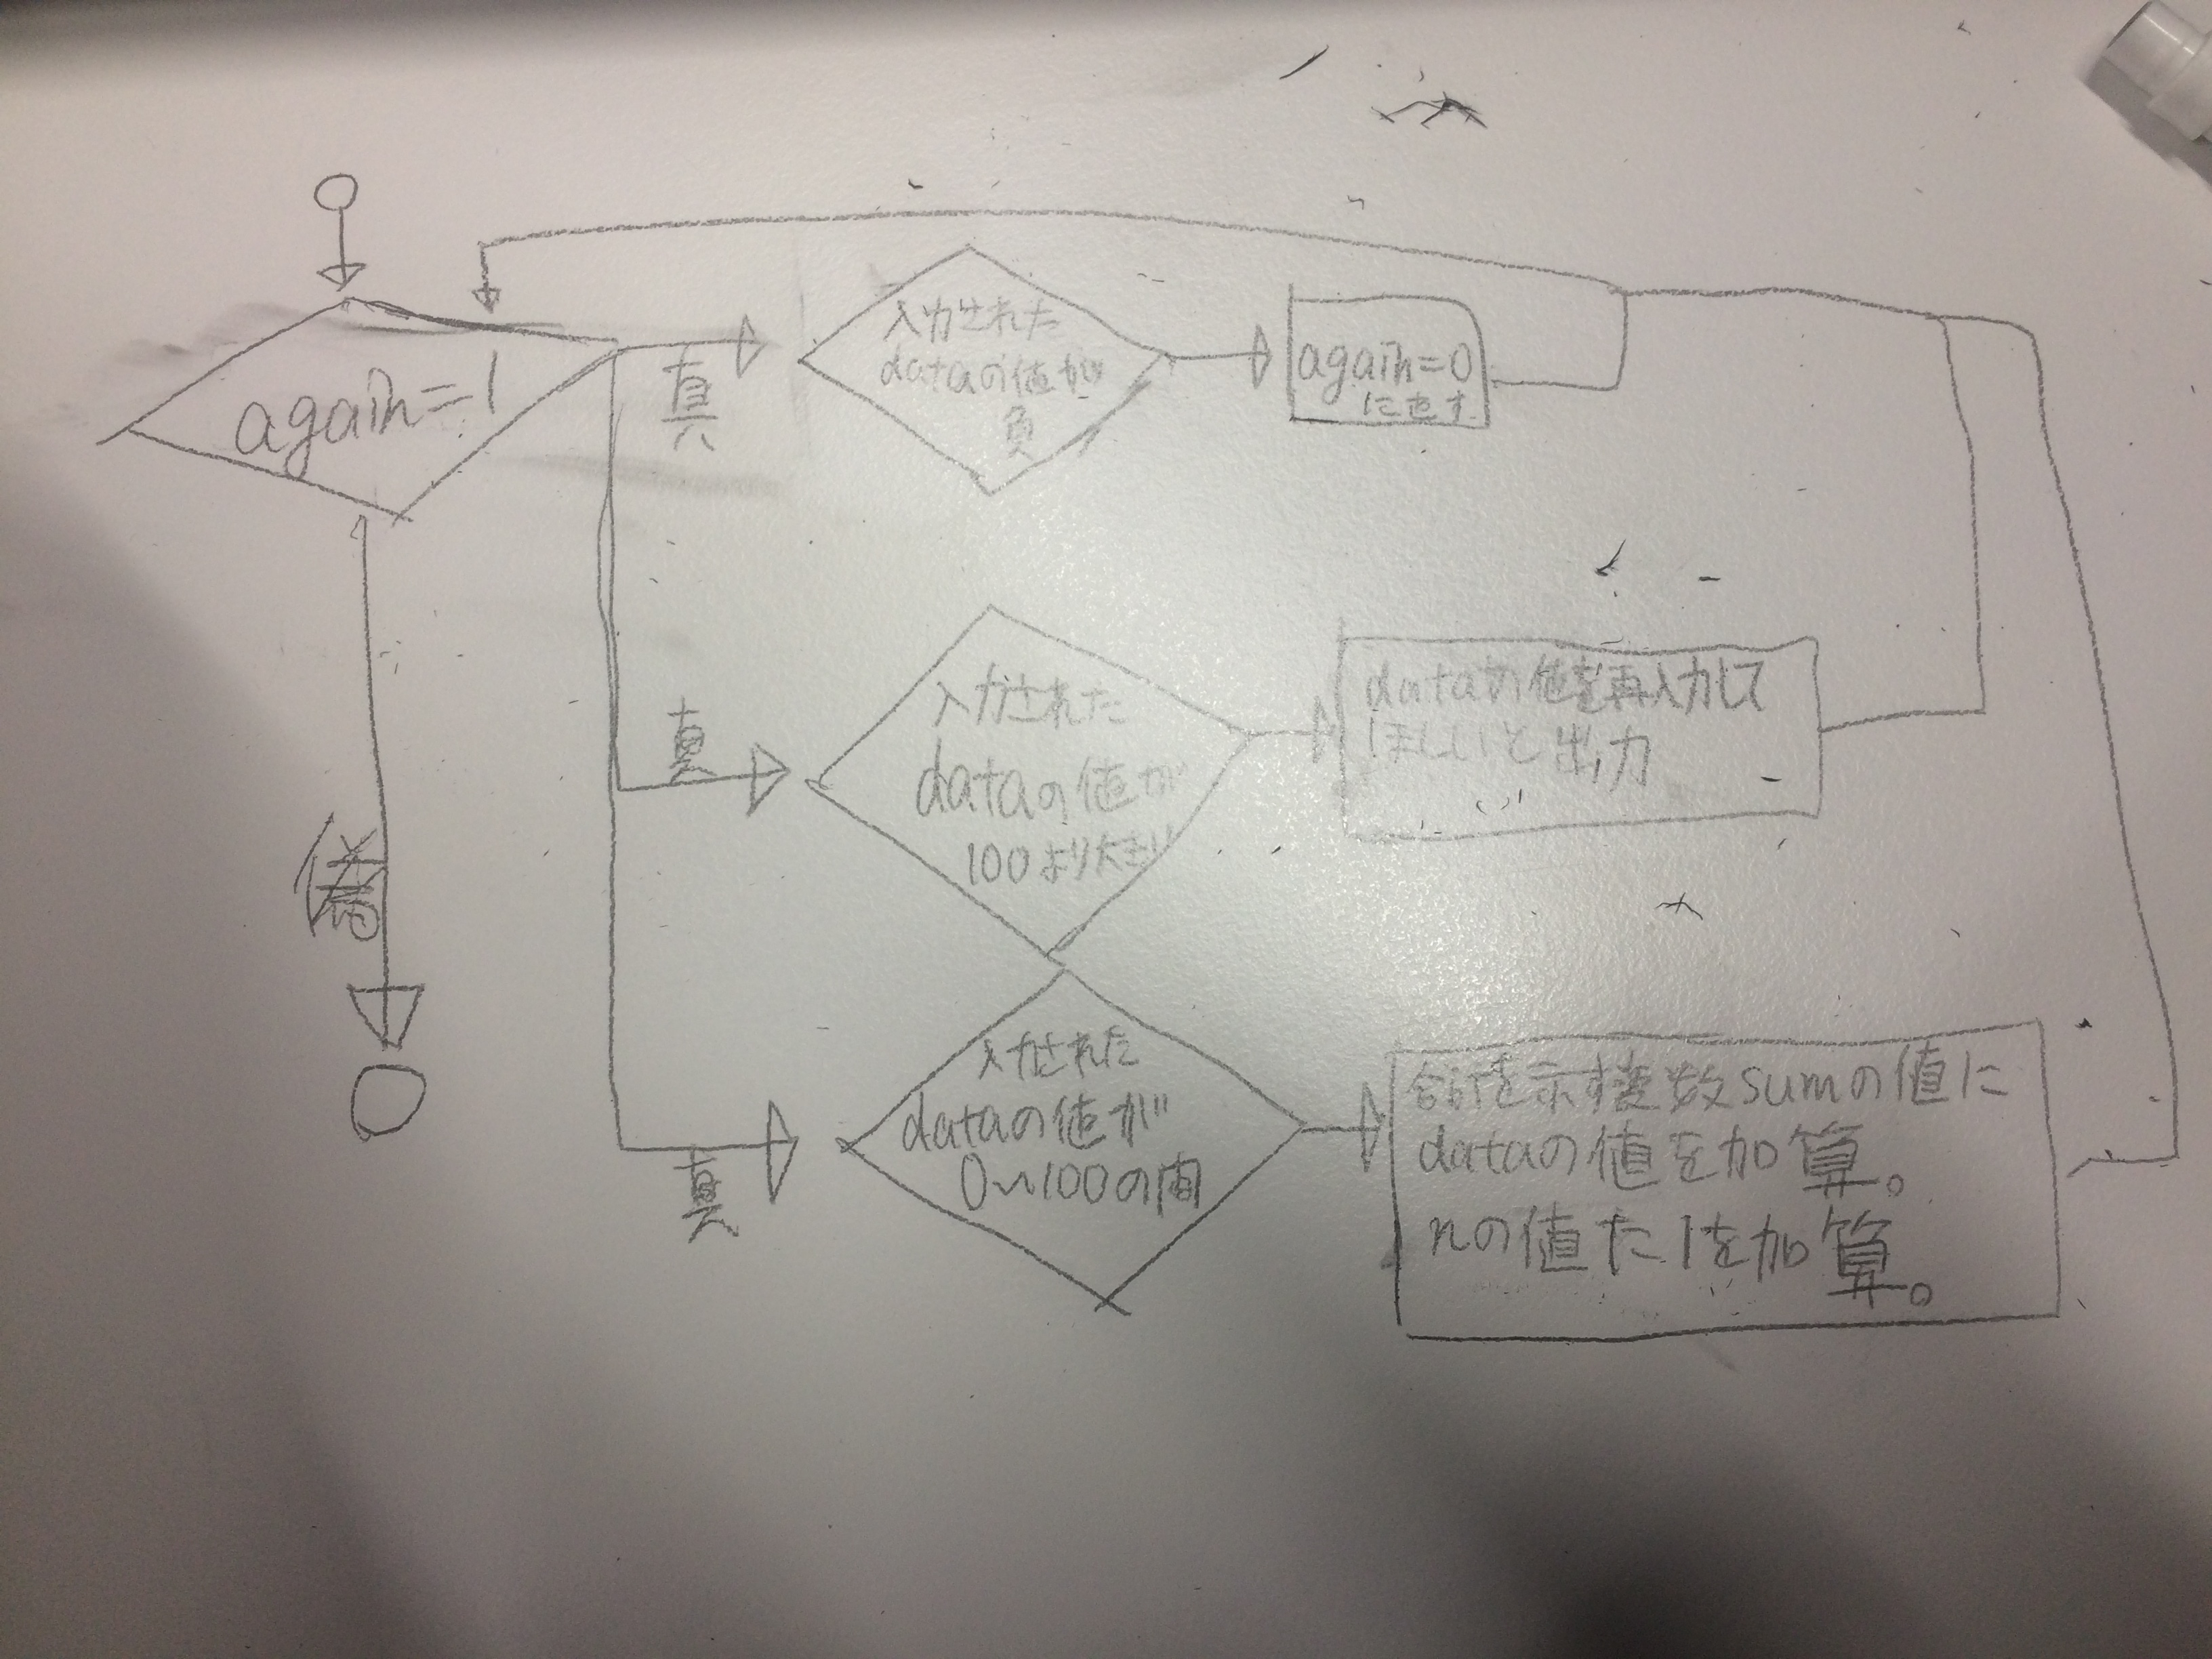 again=1
真
入力された
dataの値が
負
again=0
に直す
真
入力された
dataの値が
100より大きい
dataの値を再入力して
ほしいと出力
偽
真
入力された
dataの値が
0~100の間
合計を示す変数sumの値に
dataの値を加算。
nの値た1を加算。